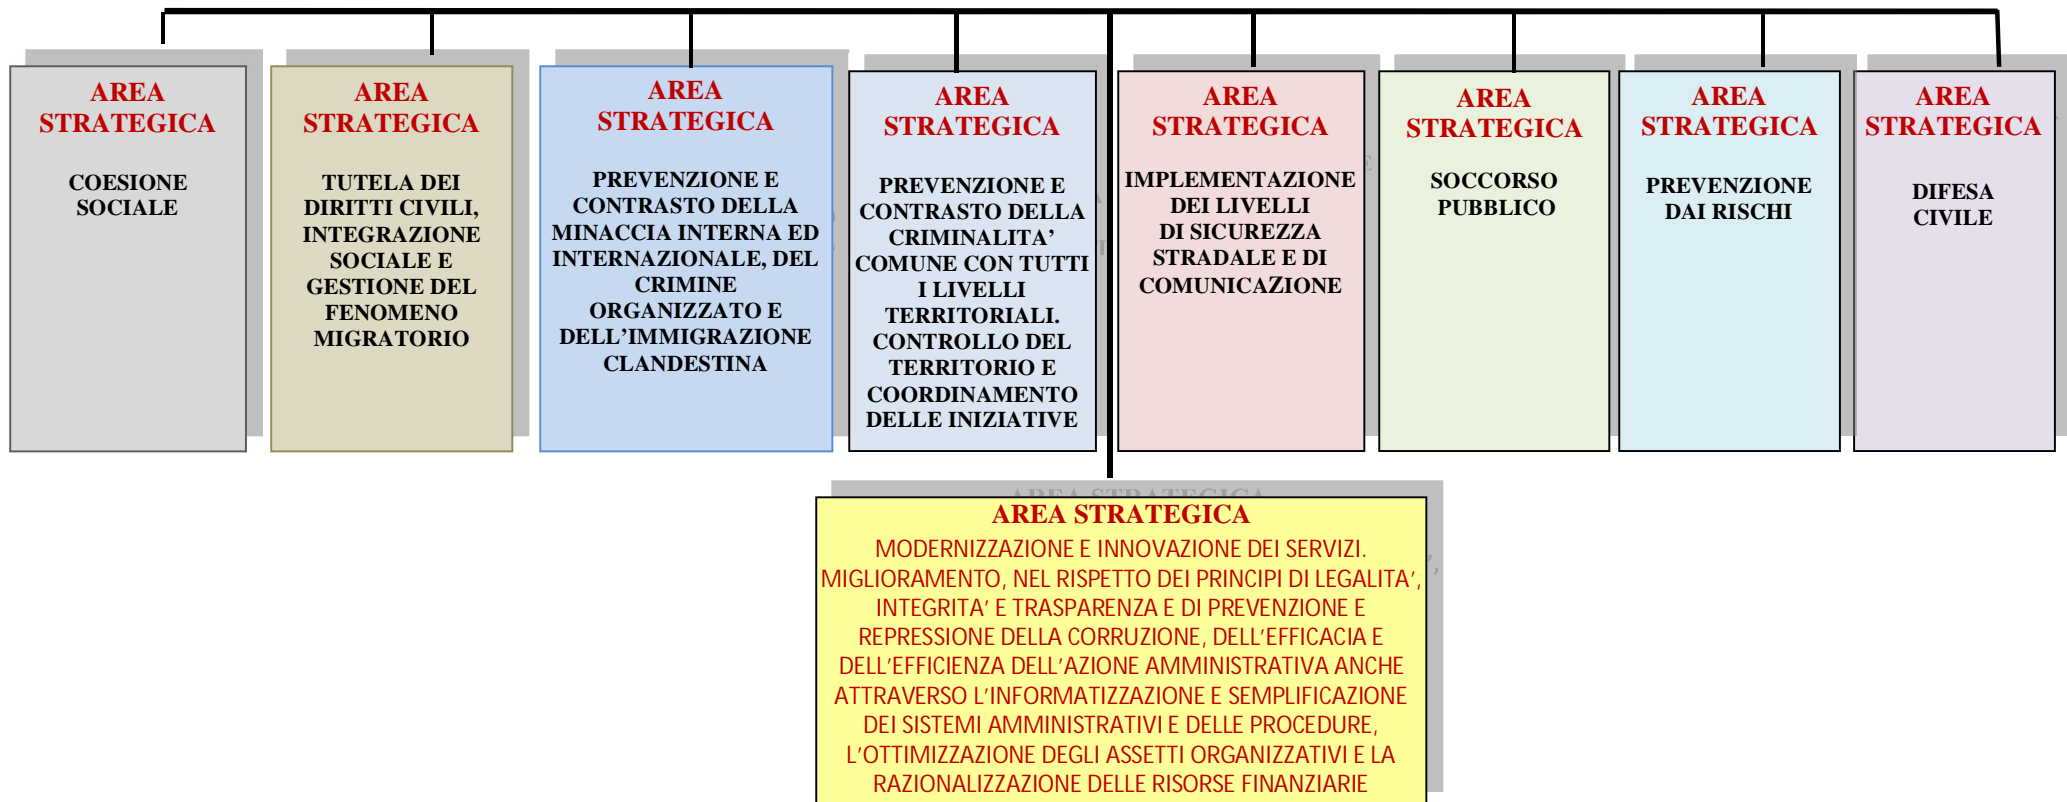 AREA
STRATEGICA
COESIONE
SOCIALE
AREA
STRATEGICA
TUTELA DEI
DIRITTI CIVILI,
INTEGRAZIONE
SOCIALE E
GESTIONE DEL
FENOMENO
MIGRATORIO
AREA
STRATEGICA
PREVENZIONE E
CONTRASTO DELLA
MINACCIA INTERNA ED
INTERNAZIONALE, DEL
CRIMINE
ORGANIZZATO E
DELL’IMMIGRAZIONE
CLANDESTINA
AREA
STRATEGICA
PREVENZIONE E
CONTRASTO DELLA
CRIMINALITA’
COMUNE CON TUTTI
I LIVELLI
TERRITORIALI.
CONTROLLO DEL
TERRITORIO E
COORDINAMENTO
DELLE INIZIATIVE
AREA
STRATEGICA
IMPLEMENTAZIONE
DEI LIVELLI
DI SICUREZZA
STRADALE E DI
COMUNICAZIONE
AREA
STRATEGICA
SOCCORSO
PUBBLICO
AREA
STRATEGICA
PREVENZIONE
DAI RISCHI
AREA
STRATEGICA
DIFESA
CIVILE
AREA STRATEGICA
MODERNIZZAZIONE E INNOVAZIONE DEI SERVIZI.
MIGLIORAMENTO, NEL RISPETTO DEI PRINCIPI DI LEGALITA’,
INTEGRITA’ E TRASPARENZA E DI PREVENZIONE E
REPRESSIONE DELLA CORRUZIONE, DELL’EFFICACIA E
DELL’EFFICIENZA DELL’AZIONE AMMINISTRATIVA ANCHE
ATTRAVERSO L’INFORMATIZZAZIONE E SEMPLIFICAZIONE
DEI SISTEMI AMMINISTRATIVI E DELLE PROCEDURE,
L’OTTIMIZZAZIONE DEGLI ASSETTI ORGANIZZATIVI E LA
RAZIONALIZZAZIONE DELLE RISORSE FINANZIARIE